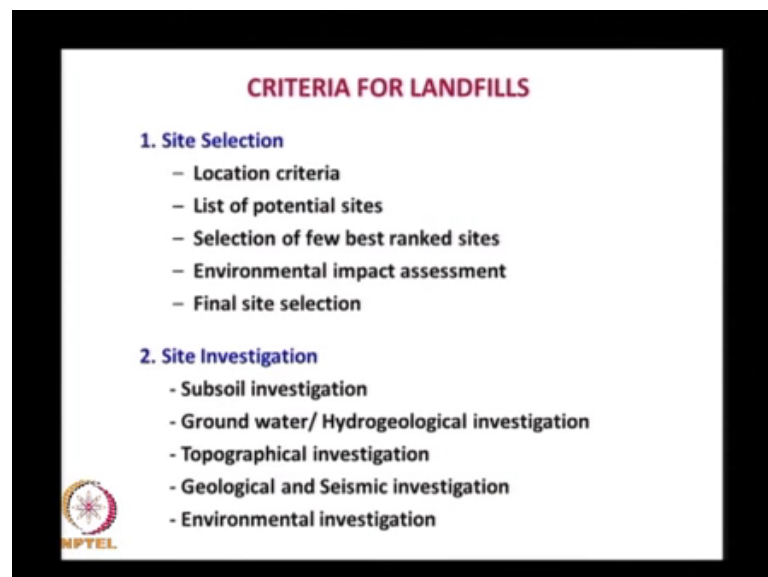 CRITERIA FOR LANDFILLS
1. Site Selection
– Location criteria
– List of potential sites
– Selection of few best ranked sites
– Environmental impact assessment
– Final site selection
2. Site Investigation
- Subsoil investigation
- Ground water/ Hydrogeological investigation
- Topographical investigation
- Geological and Seismic investigation
- Environmental investigation
NPTEL